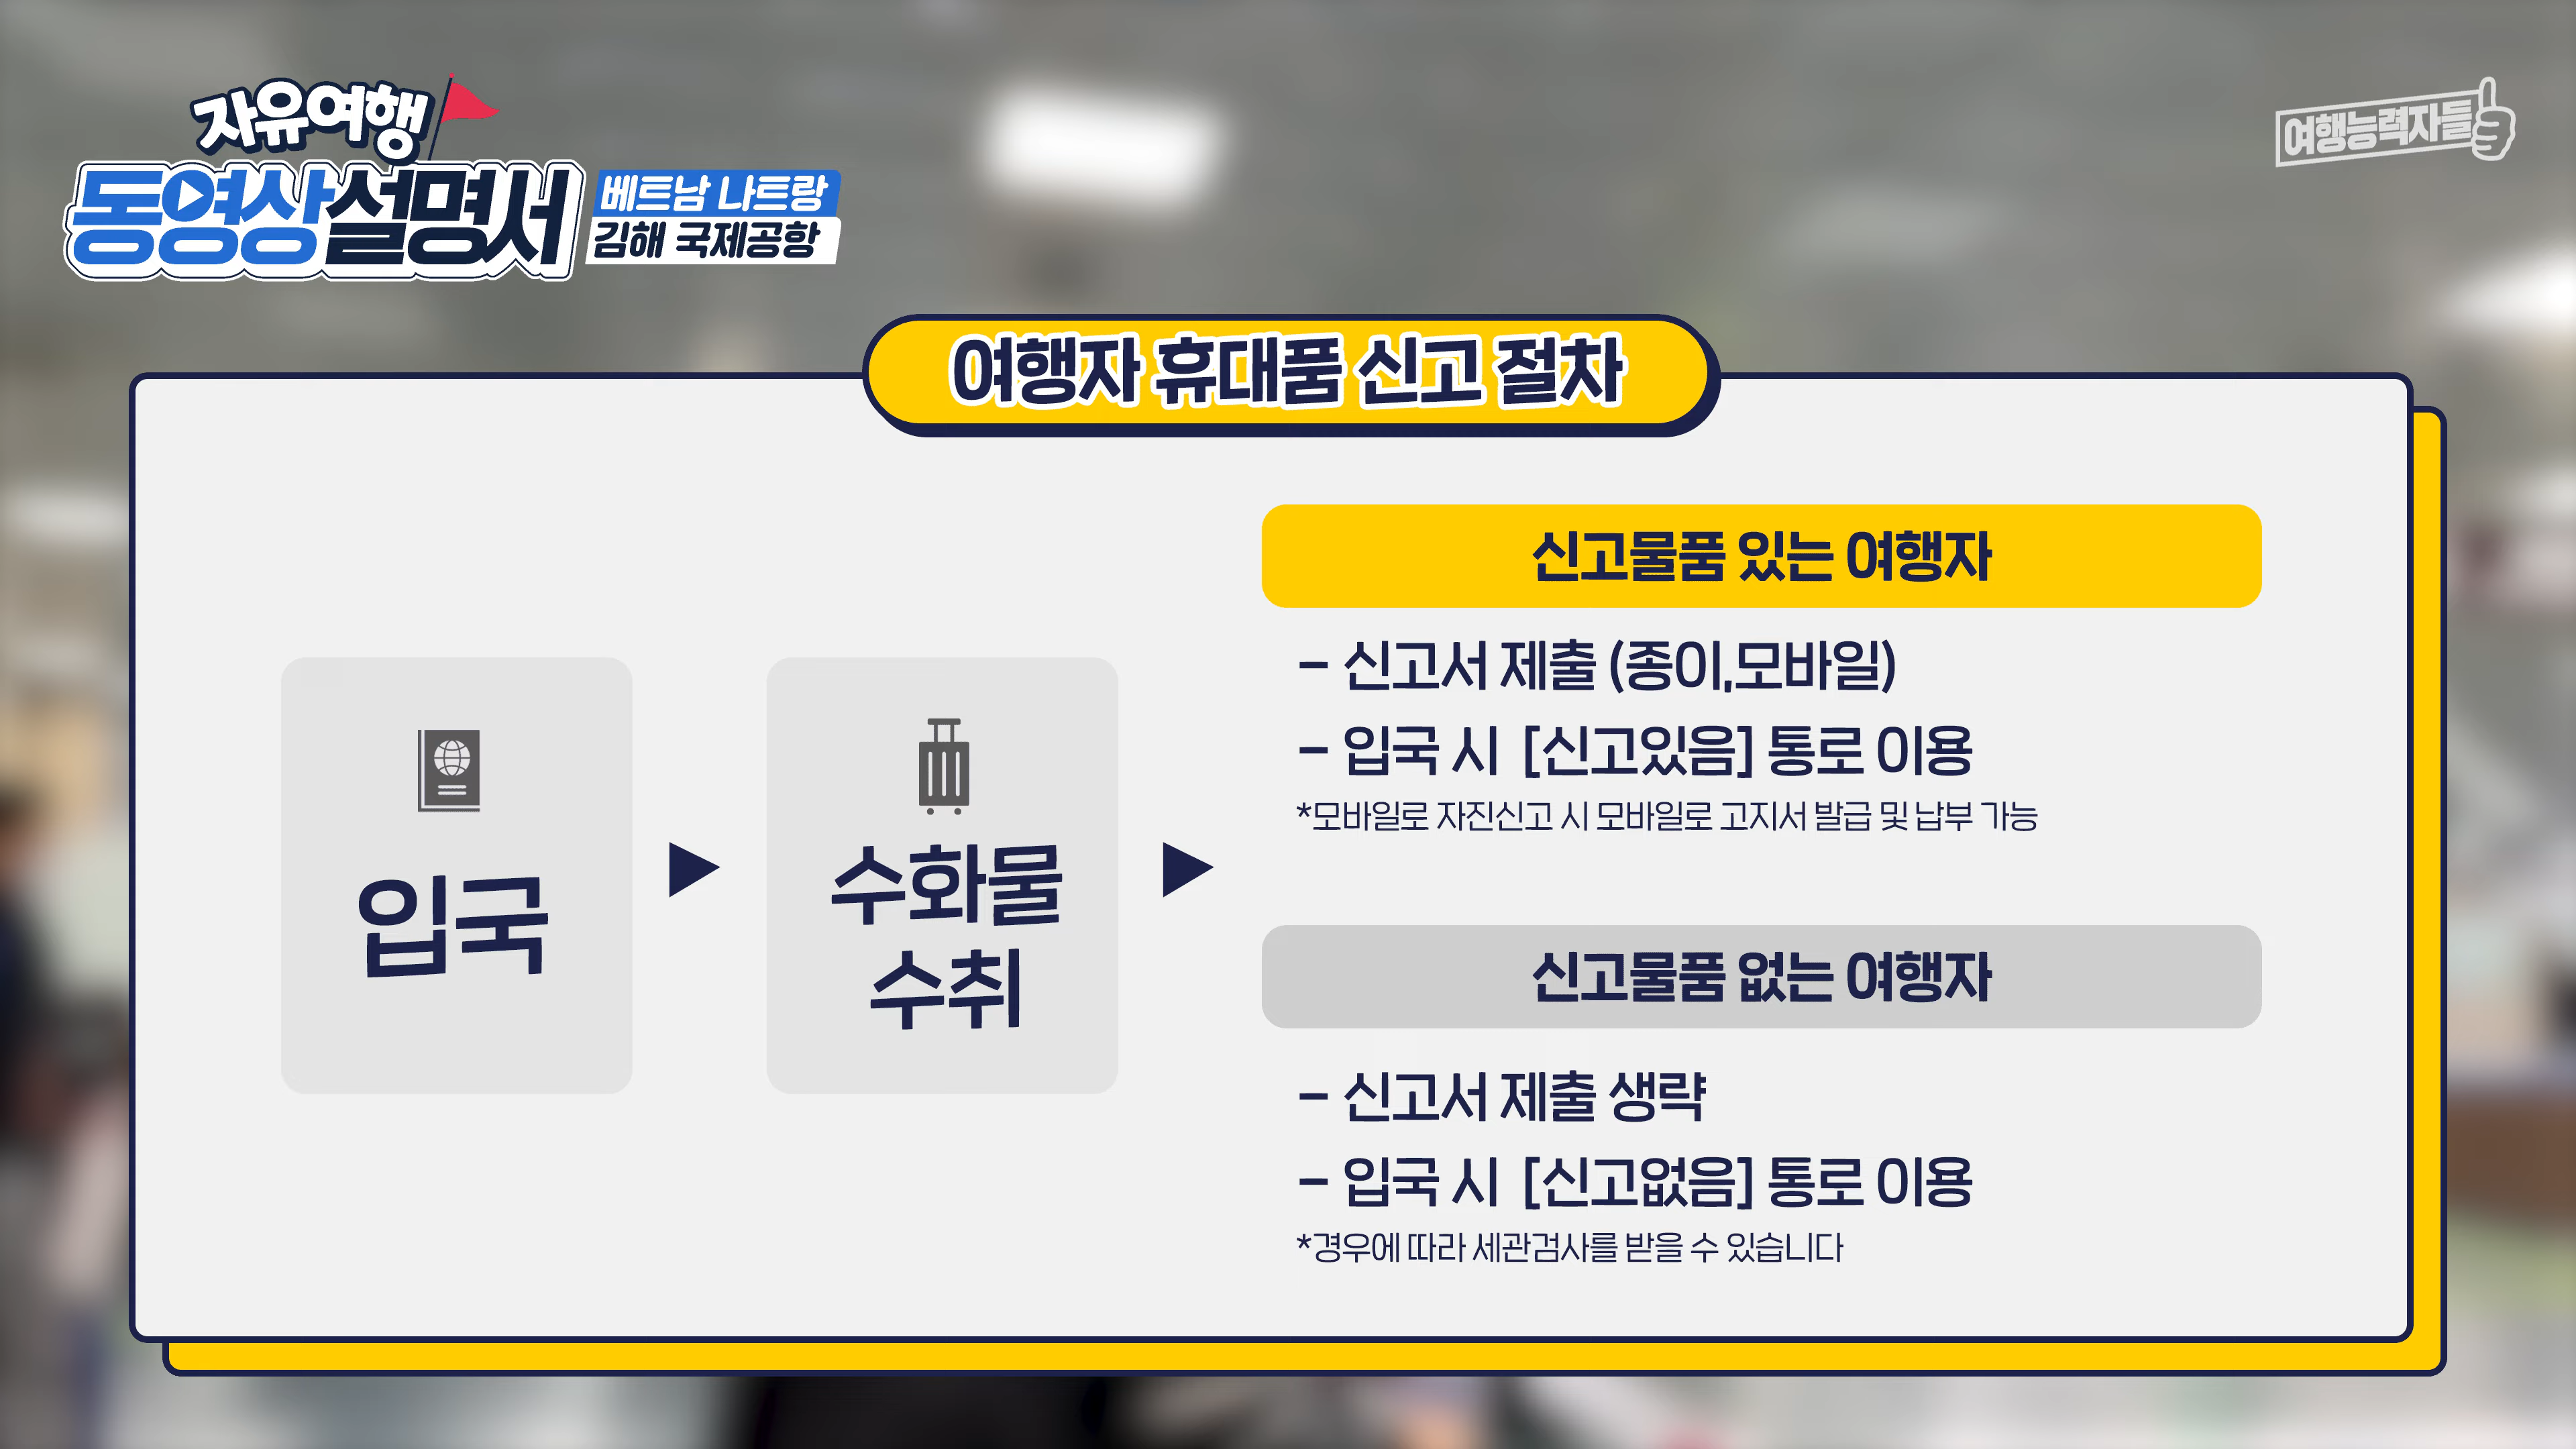 자유여행
동영상설명서
베트남 나트랑
김해 국제공항
여행능력자들
여행자 휴대품 신고 절차
입국
수화물
수취
신고물품 있는 여행자
- 신고서 제출 (종이,모바일)
- 입국 시 [신고있음] 통로 이용
*모바일로 자진신고 시 모바일로 고지서 발급 및 납부 가능
신고물품 없는 여행자
- 신고서 제출 생략
- 입국 시 [신고없음] 통로 이용
*경우에 따라 세관검사를 받을 수 있습니다